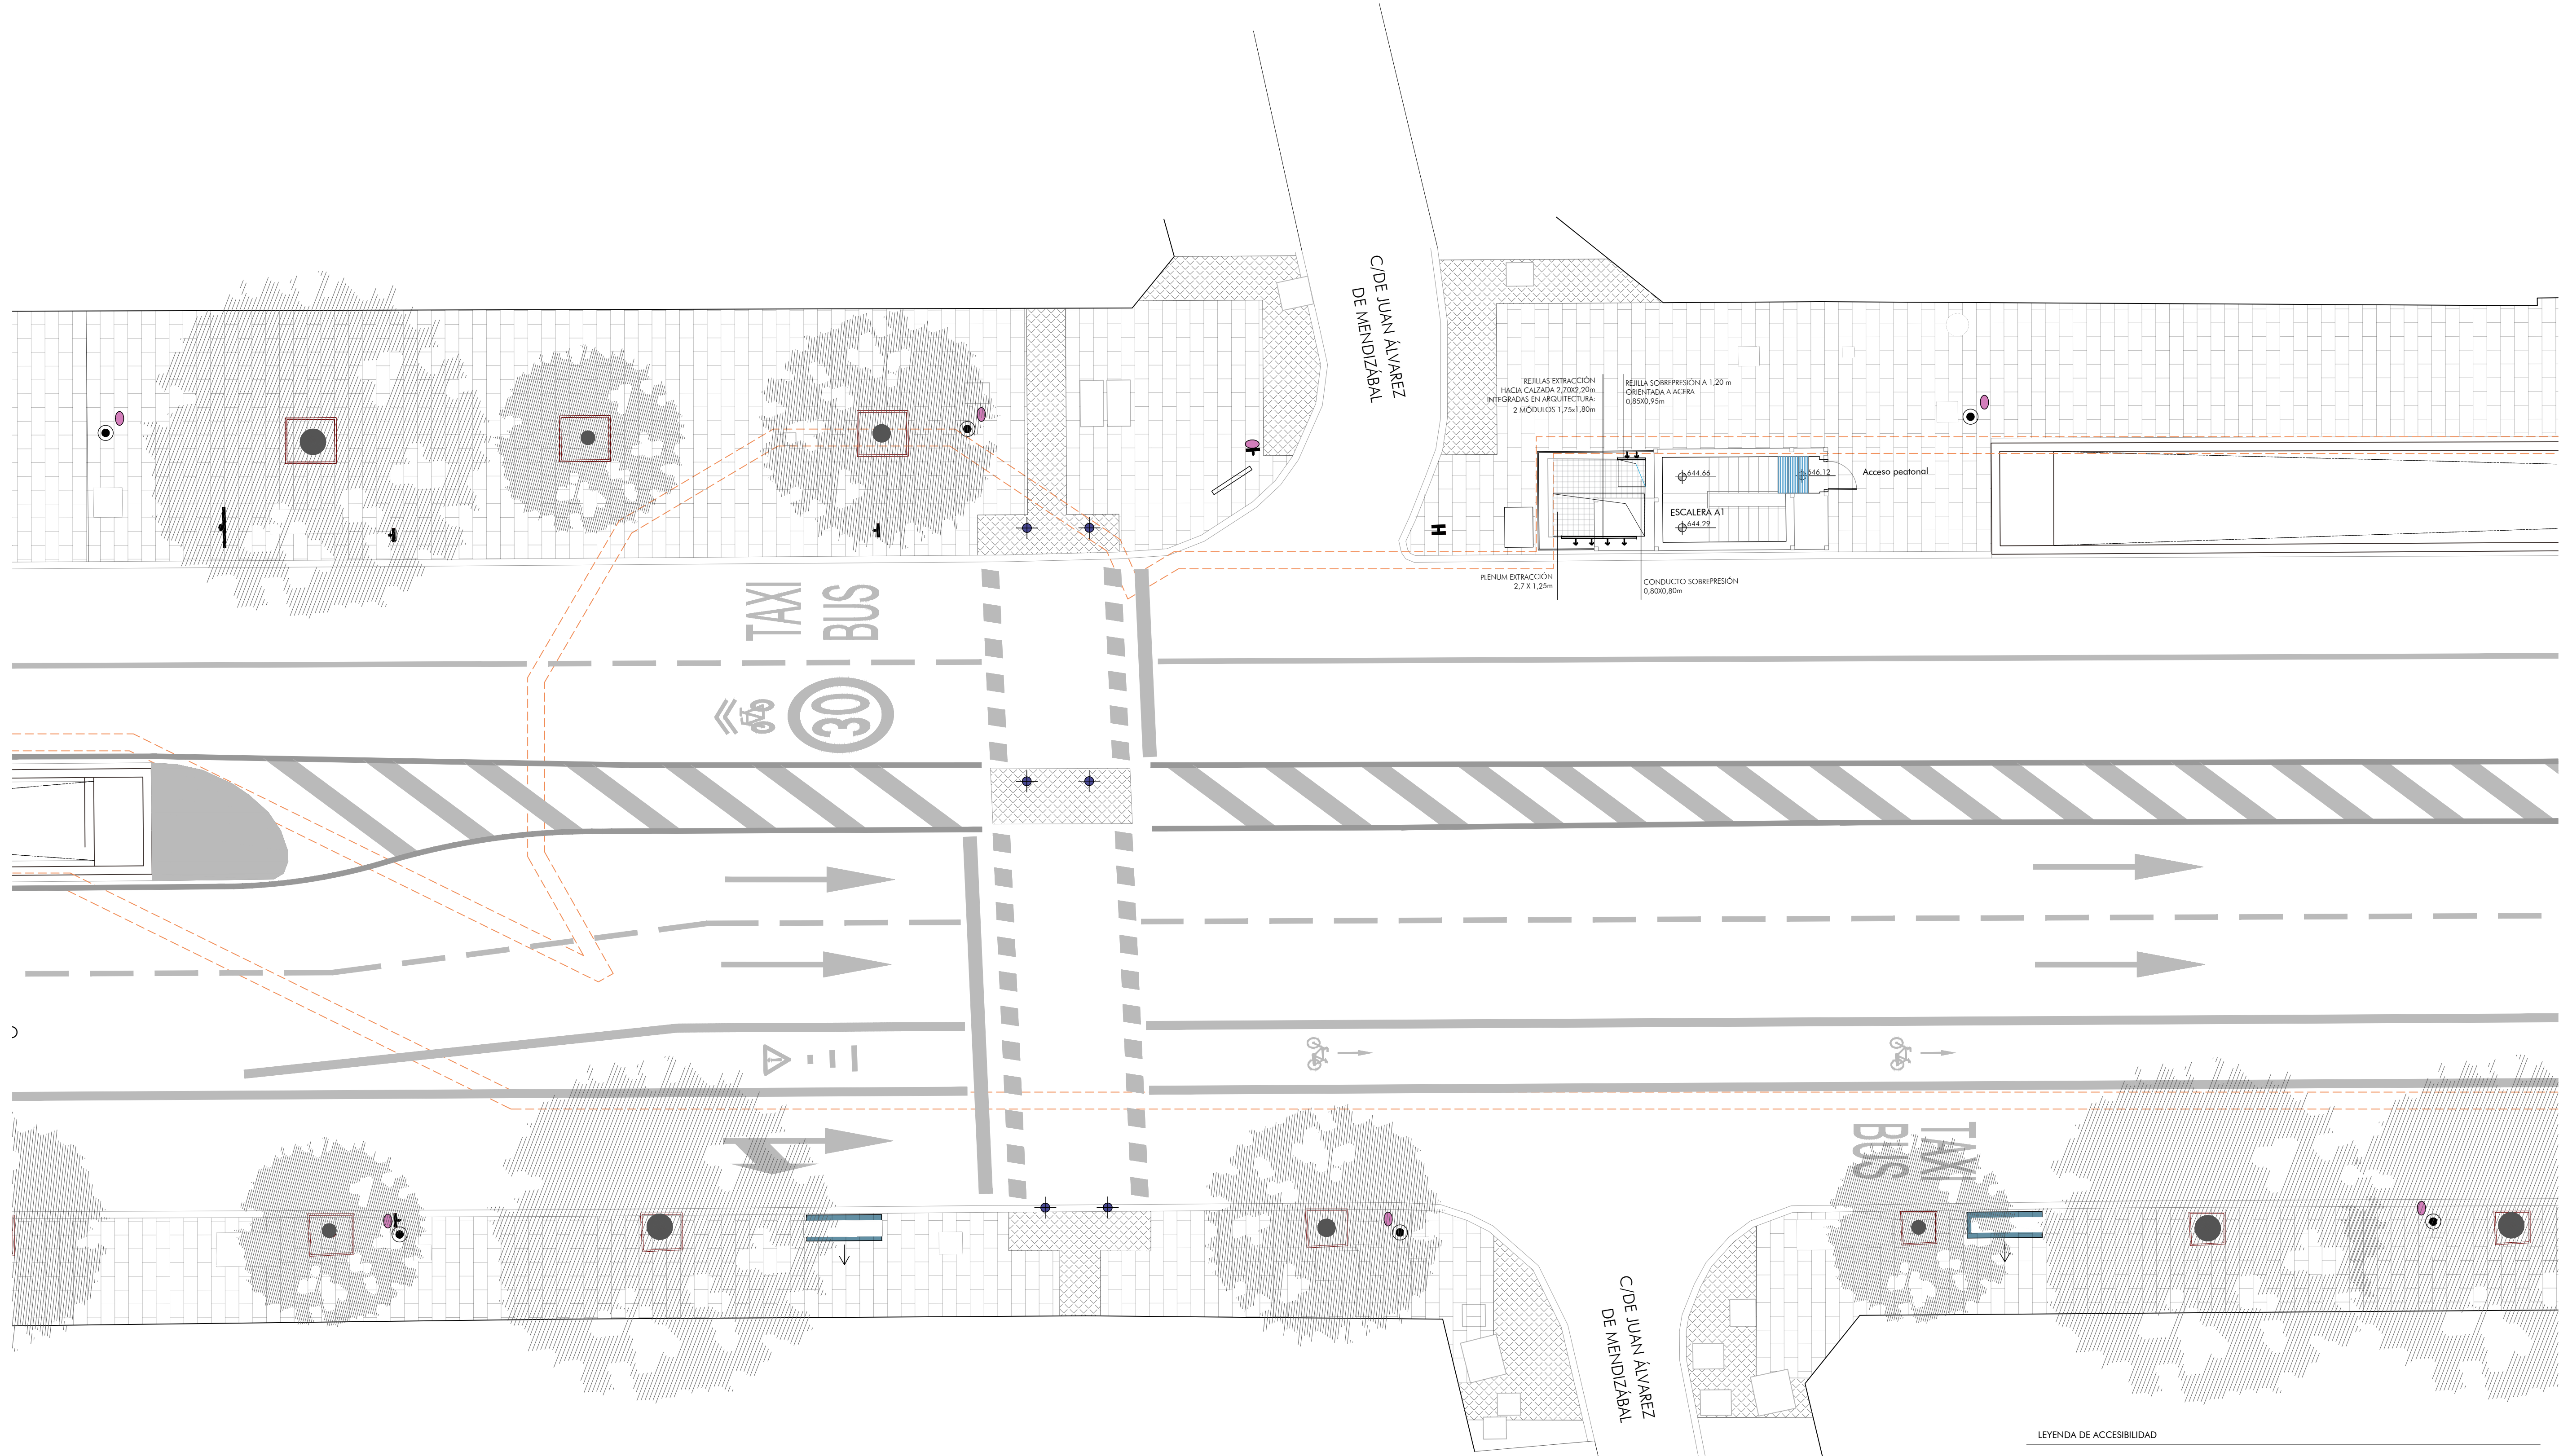 C/DE JUAN ÁLVAREZ
DE MENDIZÁBAL
REJILLAS EXTRACCIÓN
HACIA CALZADA 2,70X2,20m
INTEGRADAS EN ARQUITECTURA:
2 MÓDULOS 1,75x1,80m
REJILLA SOBREPRESIÓN A 1,20 m
ORIENTADA A ACERA
0,85X0,95m
644.66
646.12
Acceso peatonal
ESCALERA A1
644.29
PLENUM EXTRACCIÓN
2,7 X 1,25m
CONDUCTO SOBREPRESIÓN
0,80X0,80m
TAXI
BUS
30
TAXI
BUS
C/DE JUAN ÁLVAREZ
DE MENDIZÁBAL
LEYENDA DE ACCESIBILIDAD